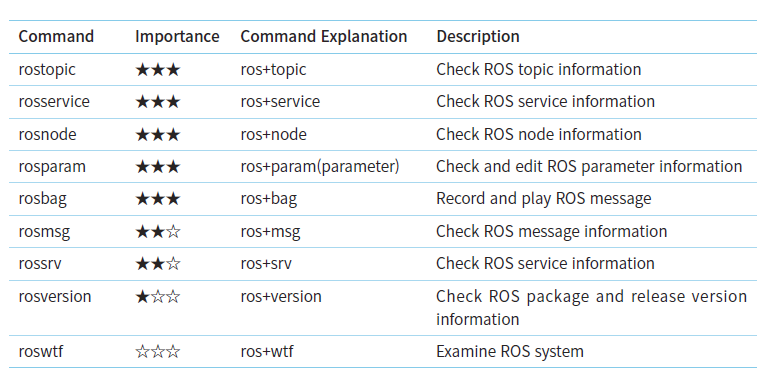 Command Importance Command Explanation Description
rostopic ★★★ ros+topic Check ROS topic information
rosservice ★★★ ros+service Check ROS service information
rosnode ★★★ ros+node Check ROS node information
rosparam ★★★ ros+param(parameter) Check and edit ROS parameter information
rosbag ★★★ ros+bag Record and play ROS message
rosmsg ★★☆ ros+msg Check ROS message information
rossrv ★★☆ ros+srv Check ROS service information
rosversion ★☆☆ ros+version Check ROS package and release version
information
roswtf ☆☆☆ ros+wtf Examine ROS system